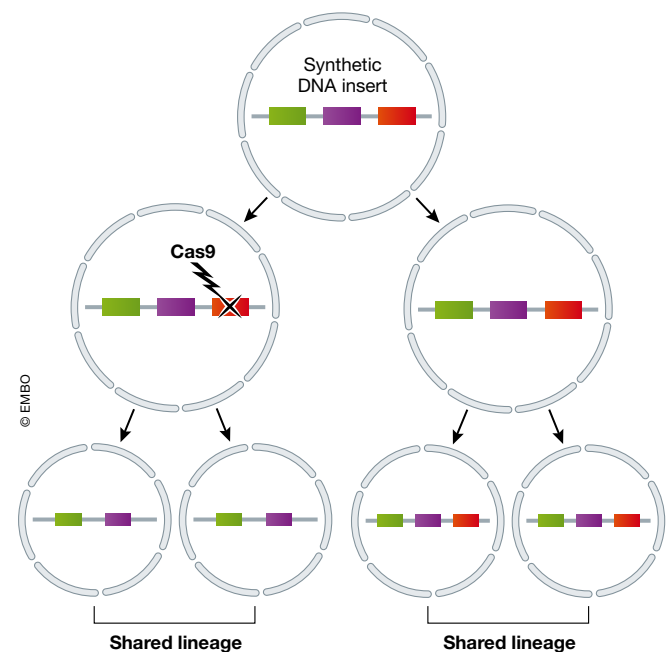 Synthetic
DNA insert
Cas9
© EMBO
Shared lineage
Shared lineage